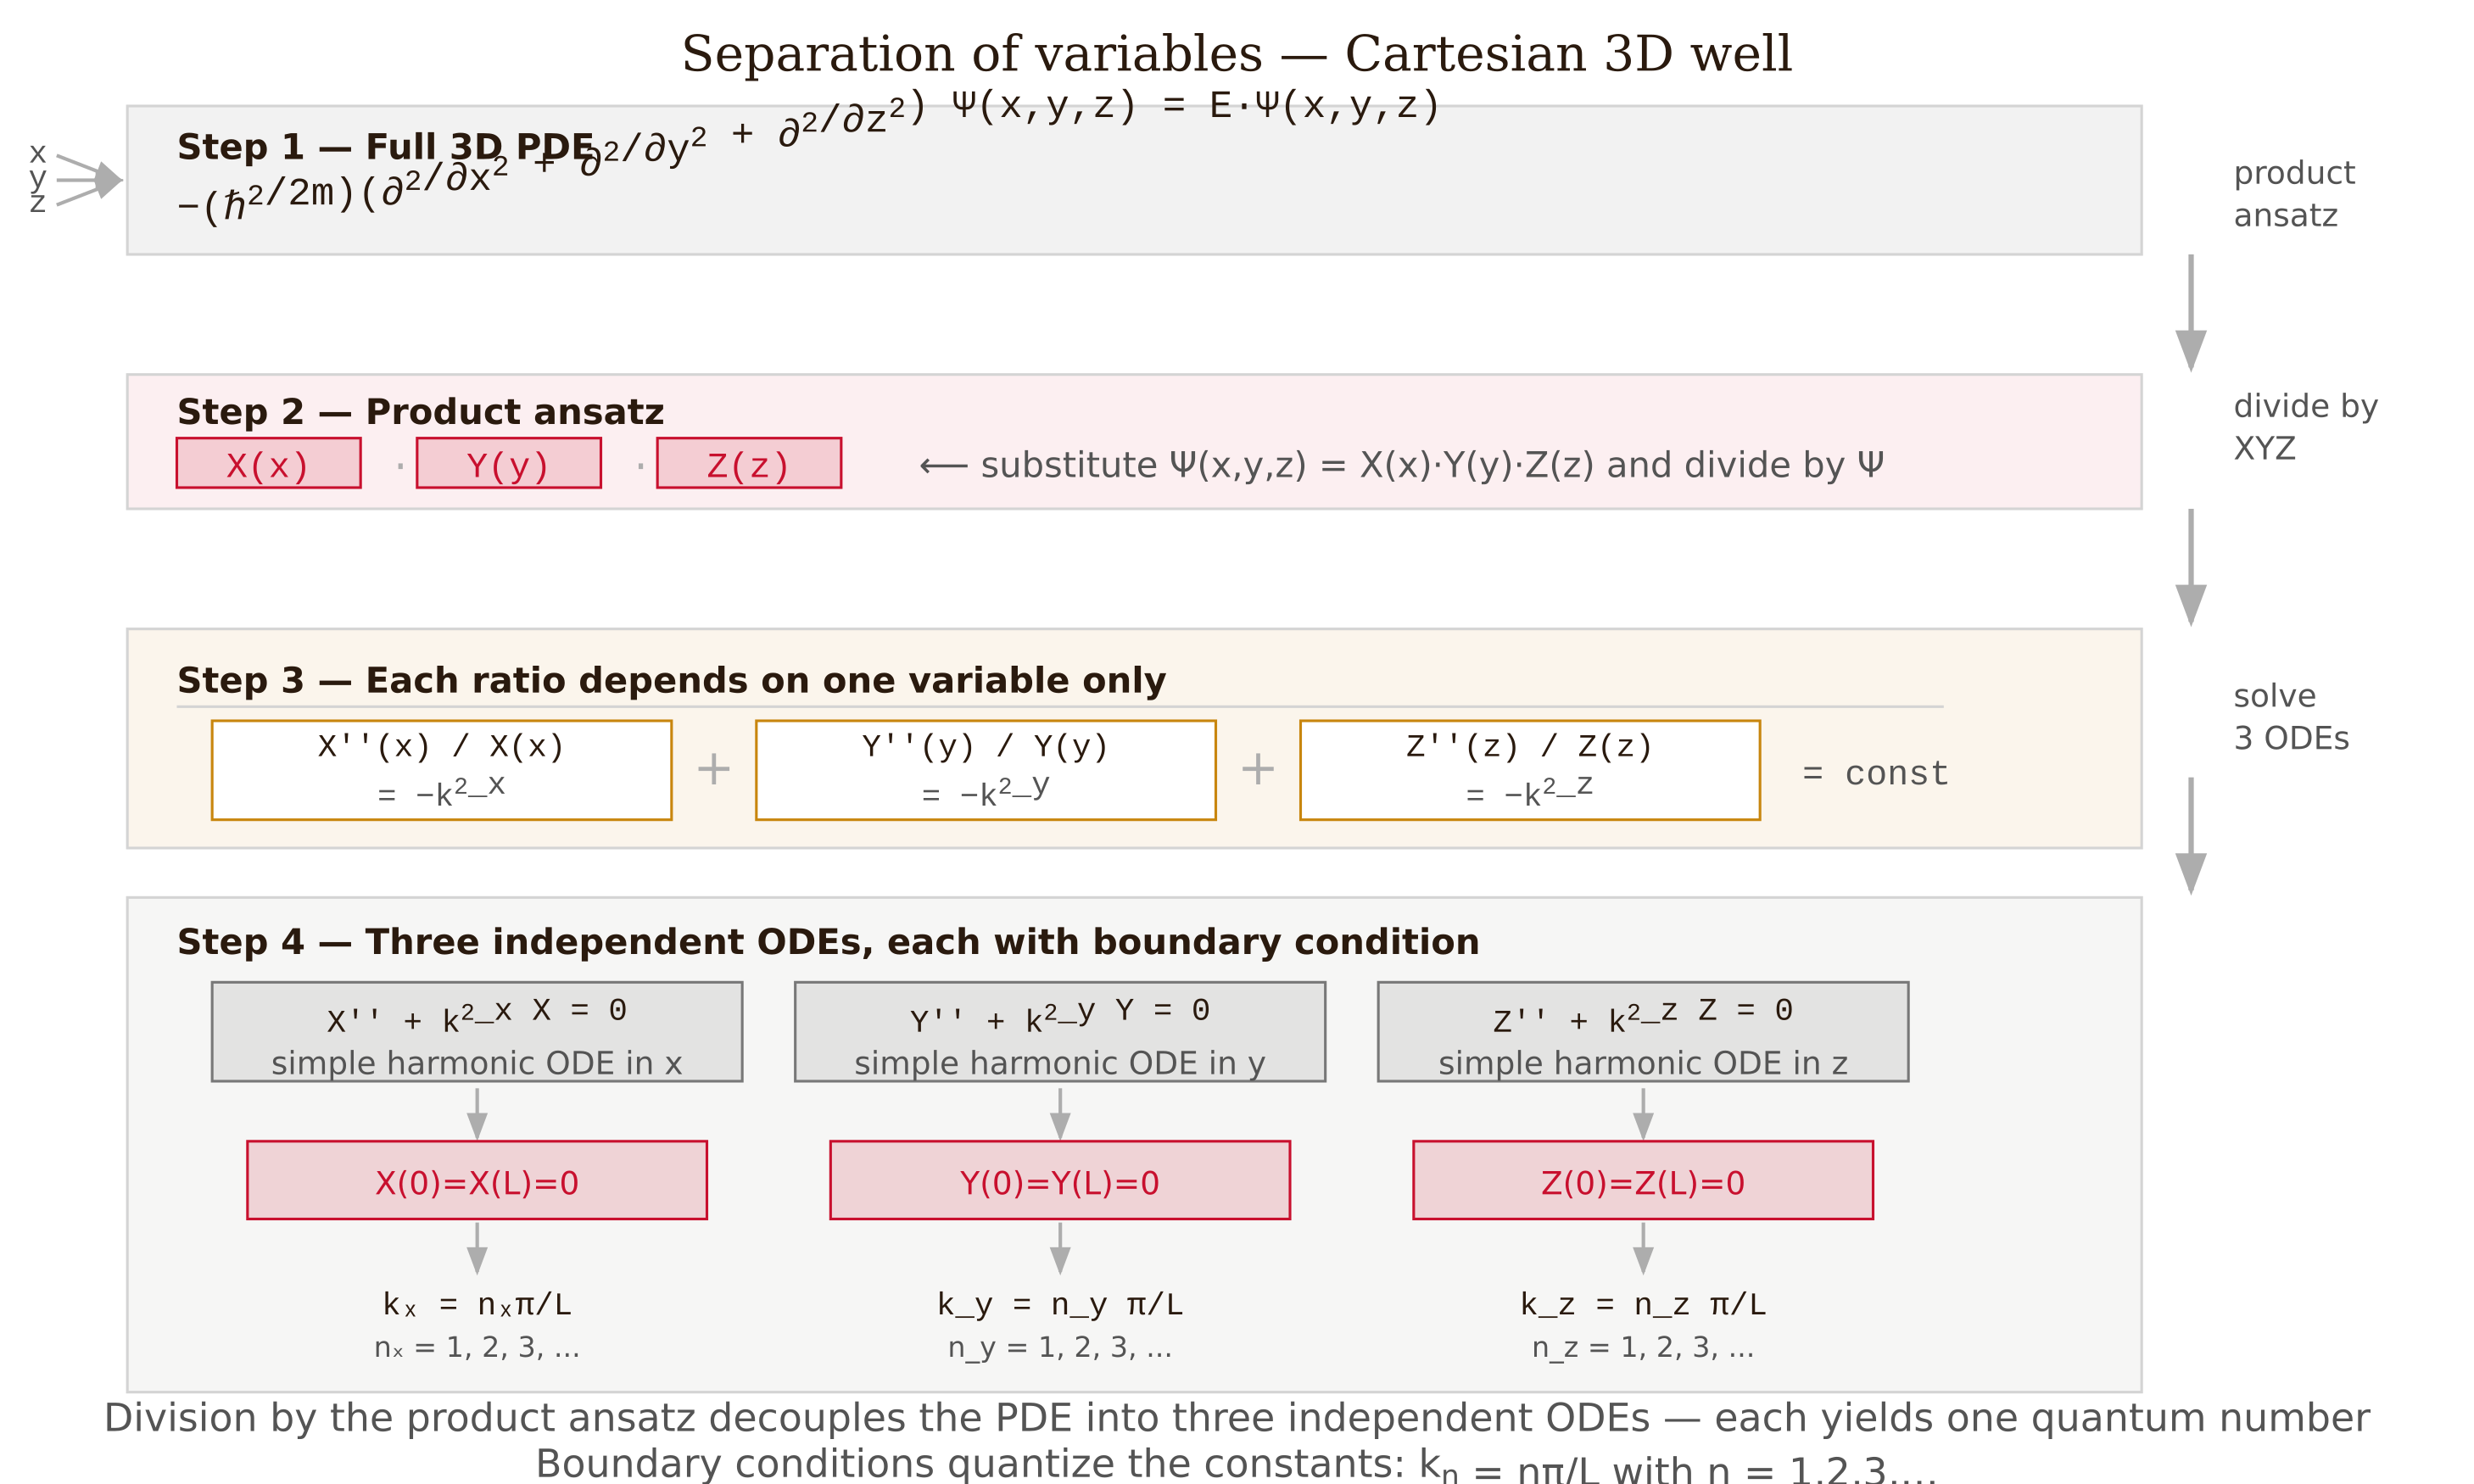 Separation of variables — Cartesian 3D well
Step 1 — Full 3D PDE
−(ℏ²/2m)(∂²/∂x² + ∂²/∂y² + ∂²/∂z²) Ψ(x,y,z) = E·Ψ(x,y,z)
x
y
z
product
ansatz
Step 2 — Product ansatz
X(x) · Y(y) · Z(z) ⟵ substitute Ψ(x,y,z) = X(x)·Y(y)·Z(z) and divide by Ψ
divide by
XYZ
Step 3 — Each ratio depends on one variable only
X''(x) / X(x) + Y''(y) / Y(y) + Z''(z) / Z(z) = const
= −k²_x = −k²_y = −k²_z
solve
3 ODEs
Step 4 — Three independent ODEs, each with boundary condition
X'' + k²_x X = 0 Y'' + k²_y Y = 0 Z'' + k²_z Z = 0
simple harmonic ODE in x simple harmonic ODE in y simple harmonic ODE in z
X(0)=X(L)=0 Y(0)=Y(L)=0 Z(0)=Z(L)=0
kₓ = nₓπ/L k_y = n_y π/L k_z = n_z π/L
nₓ = 1, 2, 3, … n_y = 1, 2, 3, … n_z = 1, 2, 3, …
Division by the product ansatz decouples the PDE into three independent ODEs — each yields one quantum number
Boundary conditions quantize the constants: kₙ = nπ/L with n = 1,2,3,…